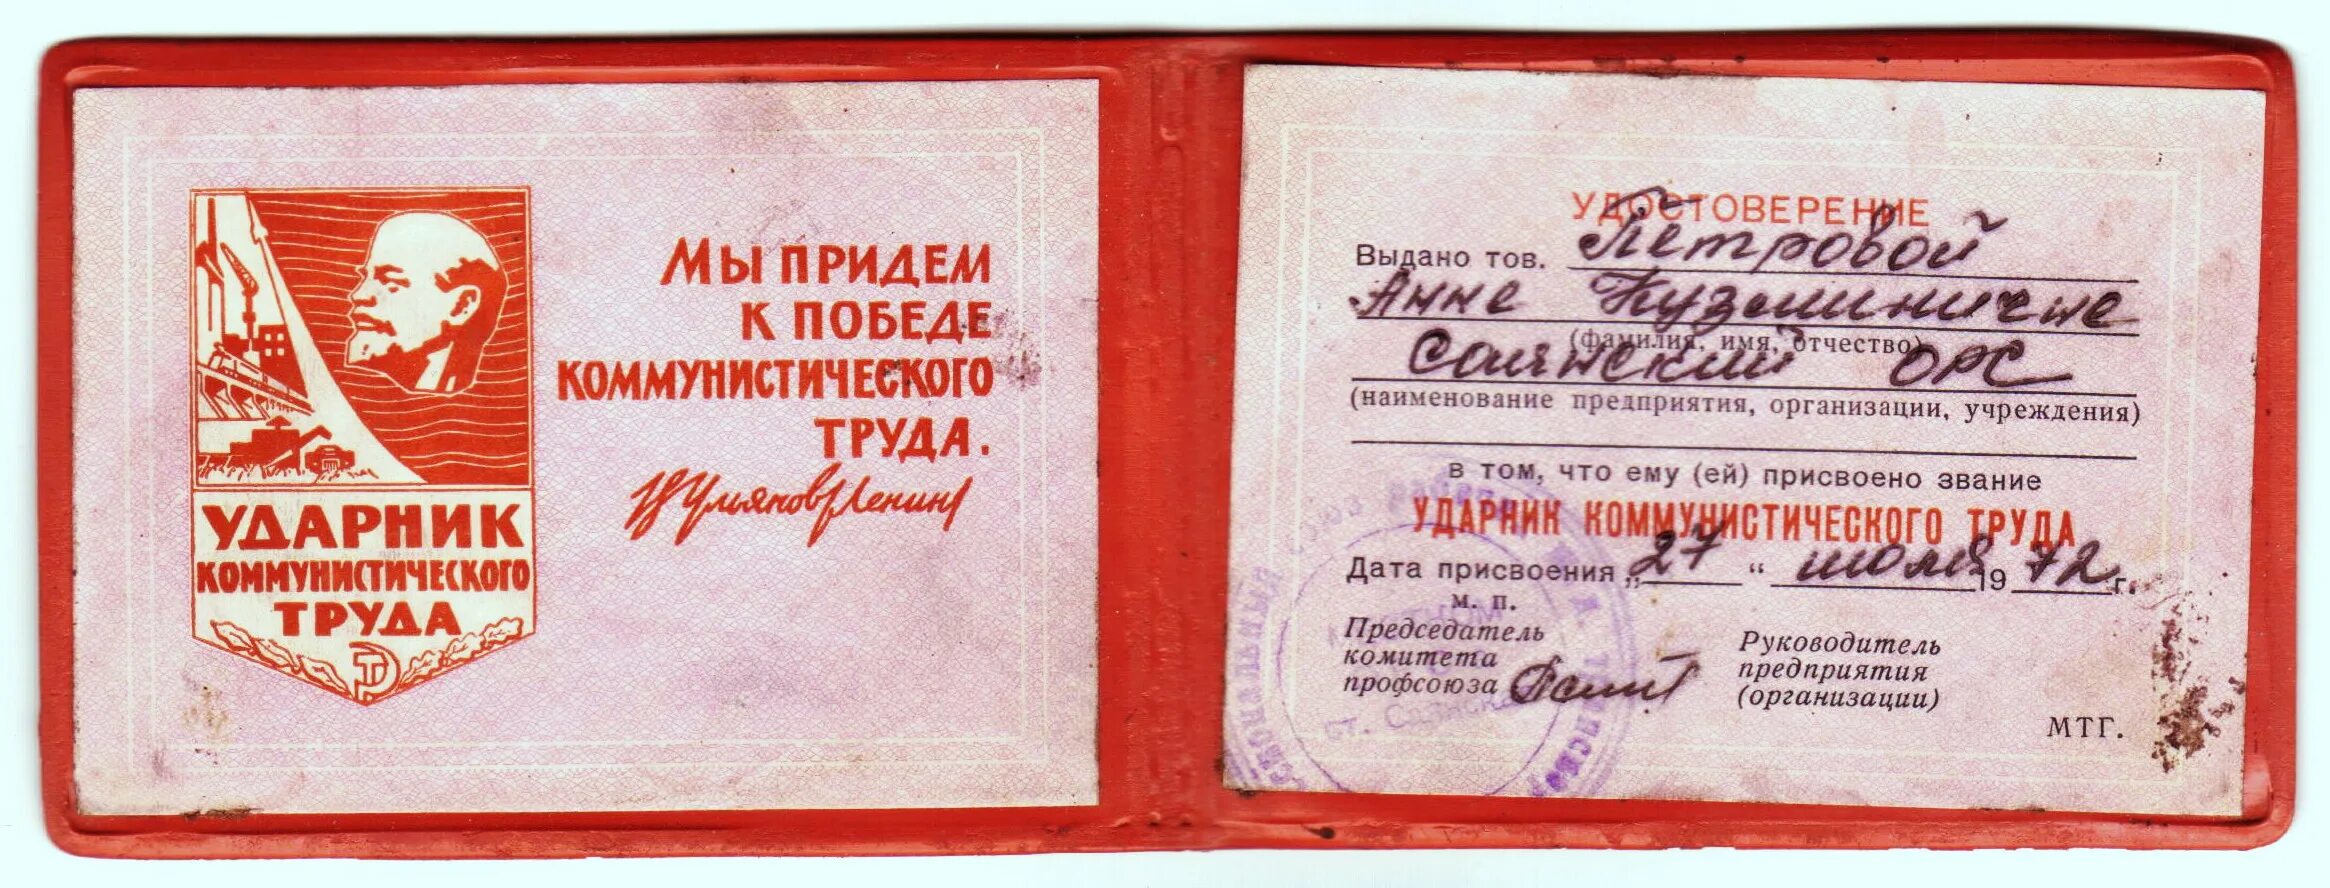 УДАРНИК
КОММУНИСТИЧЕСКОГО
ТРУДА
МЫ ПРИДЕМ
К ПОБЕДЕ
КОММУНИСТИЧЕСКОГО
ТРУДА.
В Ульянов (Ленин)
УДОСТОВЕРЕНИЕ
Выдано тов. Петровой
Анне Кузьминичне
(фамилия, имя, отчество)
Саянский ОРС
(наименование предприятия, организации, учреждения)
в том, что ему (ей) присвоено звание
УДАРНИК КОММУНИСТИЧЕСКОГО ТРУДА
Дата присвоения „27" июля 1972 г.
м. п.
Председатель
комитета
профсоюза
Руководитель
предприятия
(организации)
МТГ.
ст. Саянская